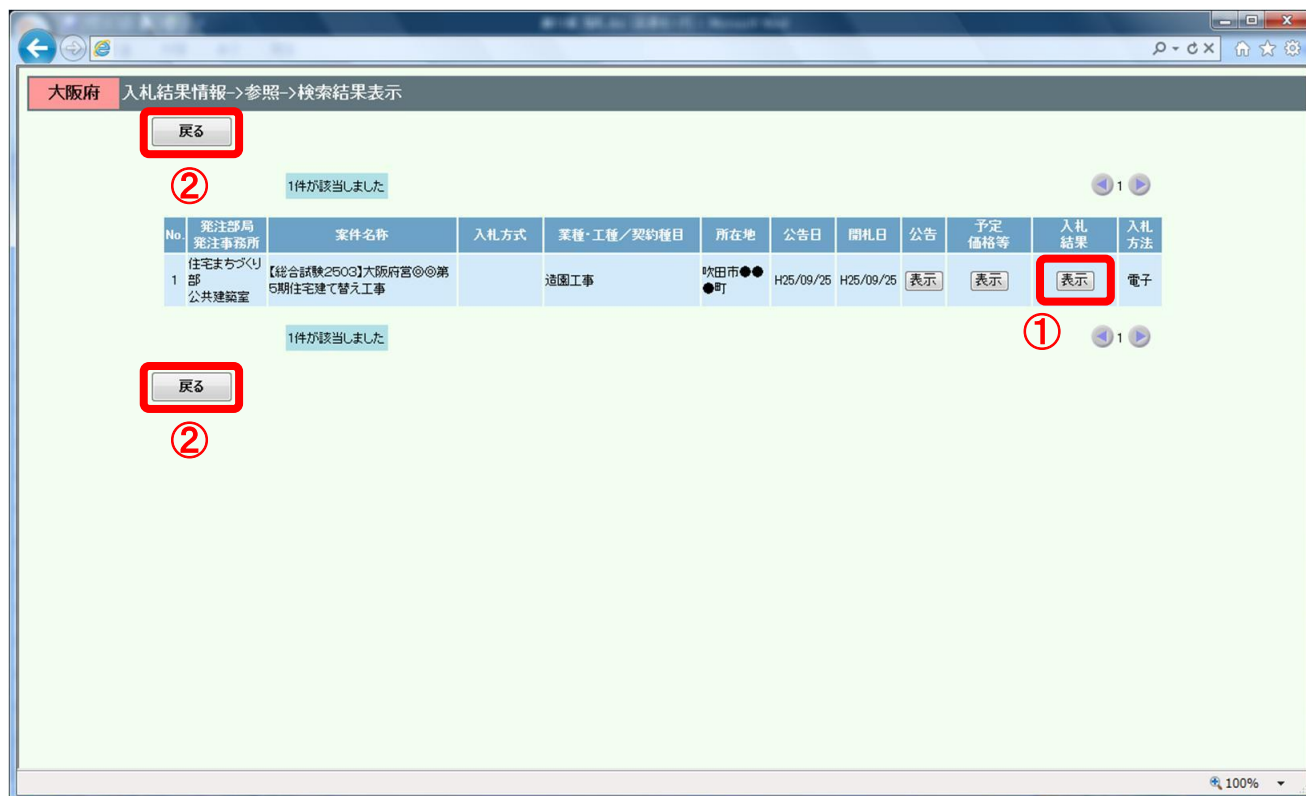 大阪府 入札結果情報->参照->検索結果表示
戻る
②
1件が該当しました
1
No. 発注部局 発注事務所 案件名称 入札方式 業種・工種／契約種目 所在地 公告日 開札日 公告 予定価格等 入札結果 入札方法
1 住宅まちづくり部 公共建築室 【総合試験2503】大阪府営◎◎第5期住宅建て替え工事 造園工事 吹田市●●●町 H25/09/25 H25/09/25 表示 表示 表示 電子
①
1件が該当しました
1
戻る
②
100%